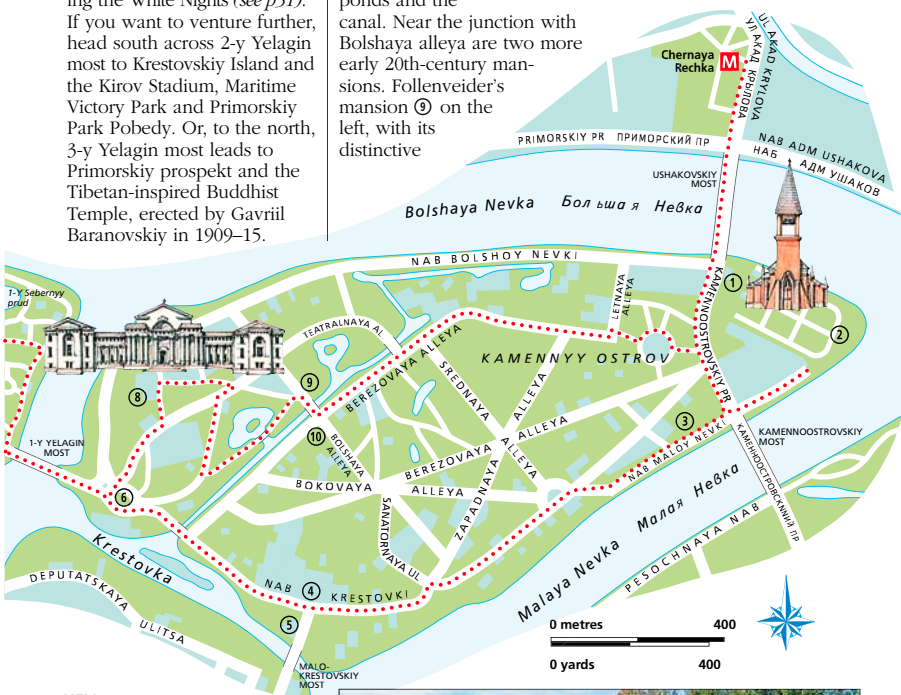 ing the White Nights (see p51).
If you want to venture further,
head south across 2-y Yelagin
most to Krestovskiy Island and
the Kirov Stadium, Maritime
Victory Park and Primorskiy
Park Pobedy. Or, to the north,
3-y Yelagin most leads to
Primorskiy prospekt and the
Tibetan-inspired Buddhist
Temple, erected by Gavriil
Baranovskiy in 1909–15.
ponds and the
canal. Near the junction with
Bolshaya alleya are two more
early 20th-century man-
sions. Follenveider's
mansion ⑨ on the
left, with its
distinctive
Chernaya
Rechka
M
UL AKAD KRYLOVA
УЛ АКАД КРЫЛОВА
PRIMORSKIY PR ПРИМОРСКИЙ ПР
NAB ADM USHAKOVA
НАБ АДМ УШАКОВ
USHAKOVSKIY
MOST
Bolshaya Nevka Большая Невка
NAB BOLSHOY NEVKI
1-Y Sebernyy
prud
TEATRALNAYA AL
LETNAYA
ALLEYA
KAMENNOOSTROVSKIY PR
①
②
KAMENNYY OSTROV
BEREZOVAYA ALLEYA
SREDNAYA ALLEYA
⑧
⑨
⑩
BOLSHAYA
ALLEYA
BEREZOVAYA ALLEYA
ZAPADNAYA ALLEYA
③
NAB MALOY NEVKI
KAMENNOOSTROVSKIY
MOST
КАМЕННООСТРОВСКНИЙ ПР
1-Y YELAGIN
MOST
⑥
BOKOVAYA ALLEYA
SANATORNAYA UL
Malaya Nevka Малая Невка
PESOCHNAYA NAB
Krestovka
NAB KRESTOVKI
④
⑤
DEPUTATSKAYA
ULITSA
MALO-
KRESTOVSKIY
MOST
0 metres 400
0 yards 400